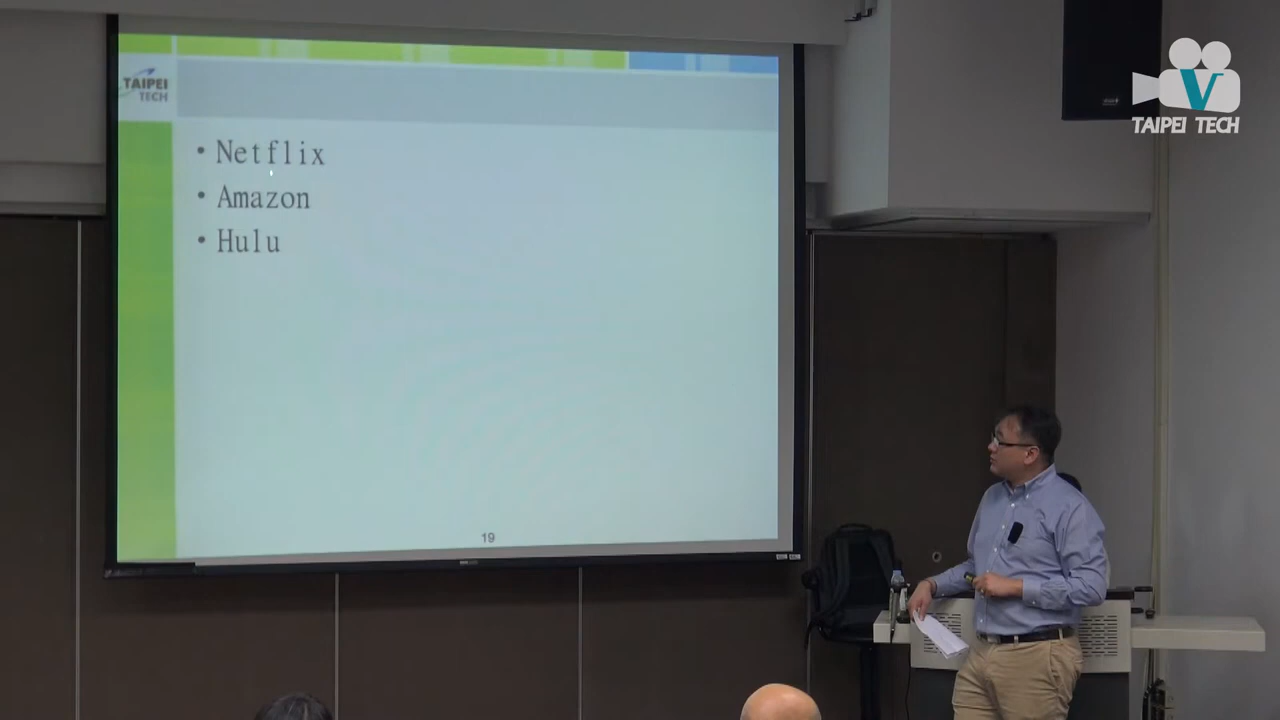 TAIPEI
TECH
• Netflix
• Amazon
• Hulu
19
V
TAIPEI TECH